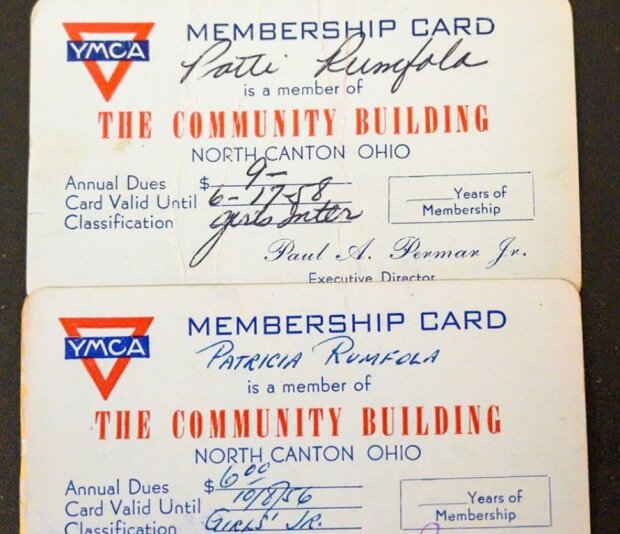 MEMBERSHIP CARD
YMCA
Patti Rumfola
is a member of
THE COMMUNITY BUILDING
NORTH CANTON OHIO
Annual Dues $ 9-
Card Valid Until 6-17-58
Classification Girls Inter
Years of
Membership
Paul A. Permar Jr.
Executive Director
MEMBERSHIP CARD
YMCA
PATRICIA RUMFOLA
is a member of
THE COMMUNITY BUILDING
NORTH CANTON OHIO
Annual Dues $ 6.00
Card Valid Until 10/8/56
Classification GIRLS' JR.
Years of
Membership